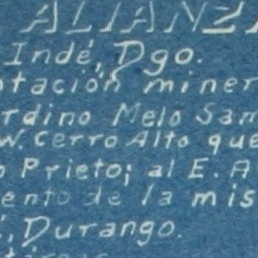 ALIANZA
Indé, Dgo.
otación miner
rdino Melo Sam
W. Cerro Alto que
o Prieto; al E. A
ento de la mis
, Durango.